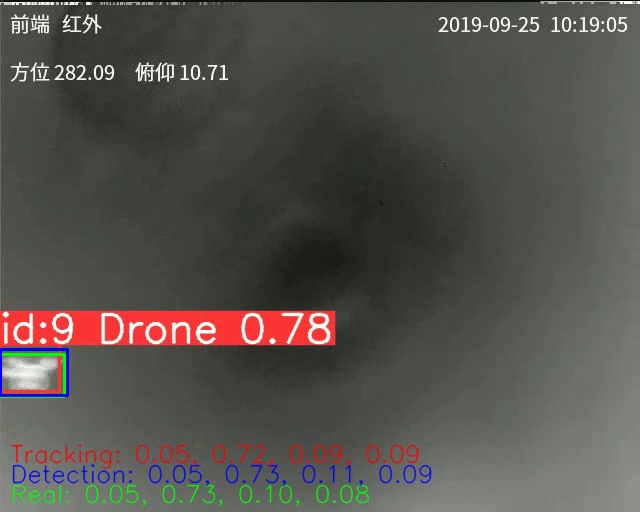 前端 红外
2019-09-25 10:19:05
方位 282.09 俯仰 10.71
id:9 Drone 0.78
Tracking: 0.05, 0.72, 0.09, 0.09
Detection: 0.05, 0.73, 0.11, 0.09
Real: 0.05, 0.73, 0.10, 0.08